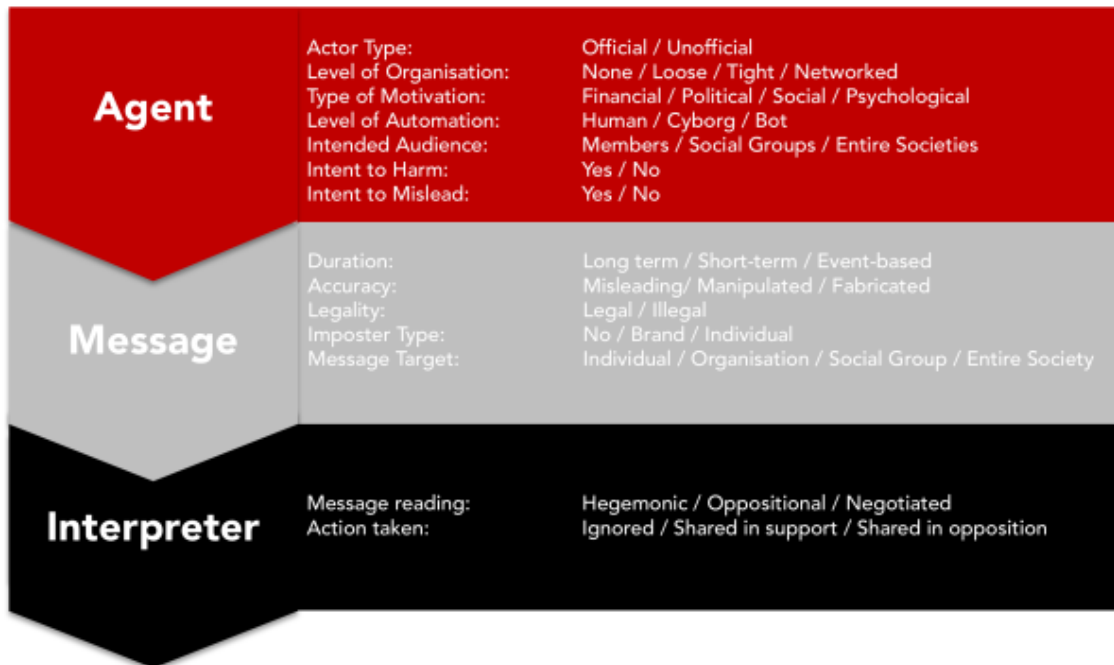 Agent
Actor Type: Official / Unofficial
Level of Organisation: None / Loose / Tight / Networked
Type of Motivation: Financial / Political / Social / Psychological
Level of Automation: Human / Cyborg / Bot
Intended Audience: Members / Social Groups / Entire Societies
Intent to Harm: Yes / No
Intent to Mislead: Yes / No
Message
Duration: Long term / Short-term / Event-based
Accuracy: Misleading/ Manipulated / Fabricated
Legality: Legal / Illegal
Imposter Type: No / Brand / Individual
Message Target: Individual / Organisation / Social Group / Entire Society
Interpreter
Message reading: Hegemonic / Oppositional / Negotiated
Action taken: Ignored / Shared in support / Shared in opposition